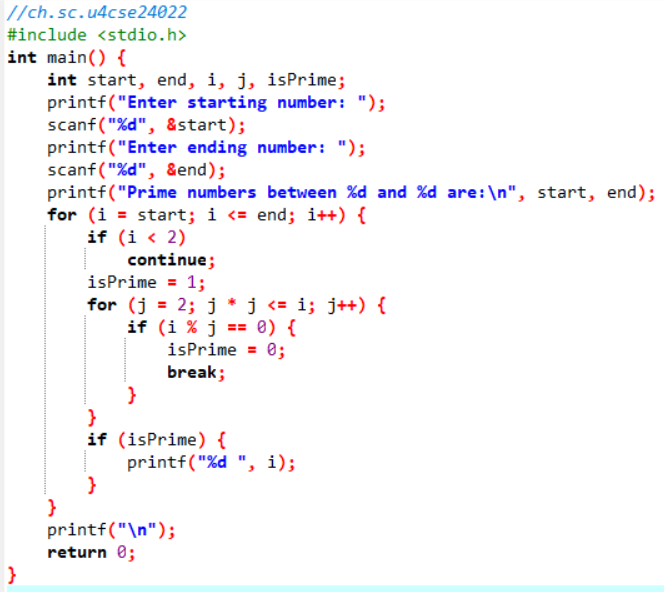 //ch.sc.u4cse24022
#include <stdio.h>
int main() {
    int start, end, i, j, isPrime;
    printf("Enter starting number: ");
    scanf("%d", &start);
    printf("Enter ending number: ");
    scanf("%d", &end);
    printf("Prime numbers between %d and %d are:\n", start, end);
    for (i = start; i <= end; i++) {
        if (i < 2)
            continue;
        isPrime = 1;
        for (j = 2; j * j <= i; j++) {
            if (i % j == 0) {
                isPrime = 0;
                break;
            }
        }
        if (isPrime) {
            printf("%d ", i);
        }
    }
    printf("\n");
    return 0;
}